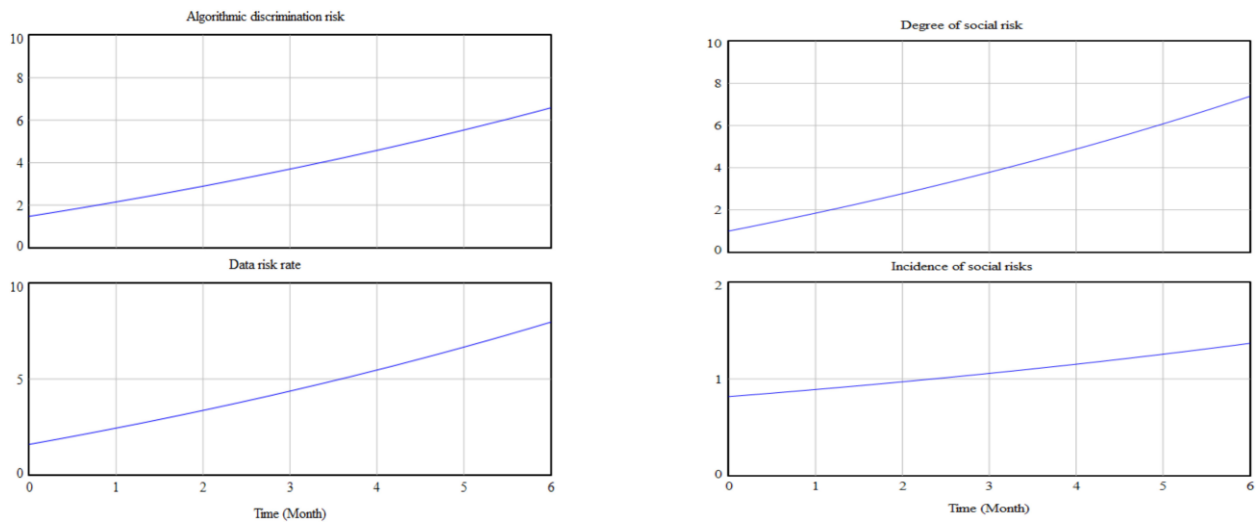 Algorithmic discrimination risk
10
8
6
4
2
0
Data risk rate
10
5
0
0 1 2 3 4 5 6
Time (Month)
Degree of social risk
10
8
6
4
2
0
Incidence of social risks
2
1
0
0 1 2 3 4 5 6
Time (Month)